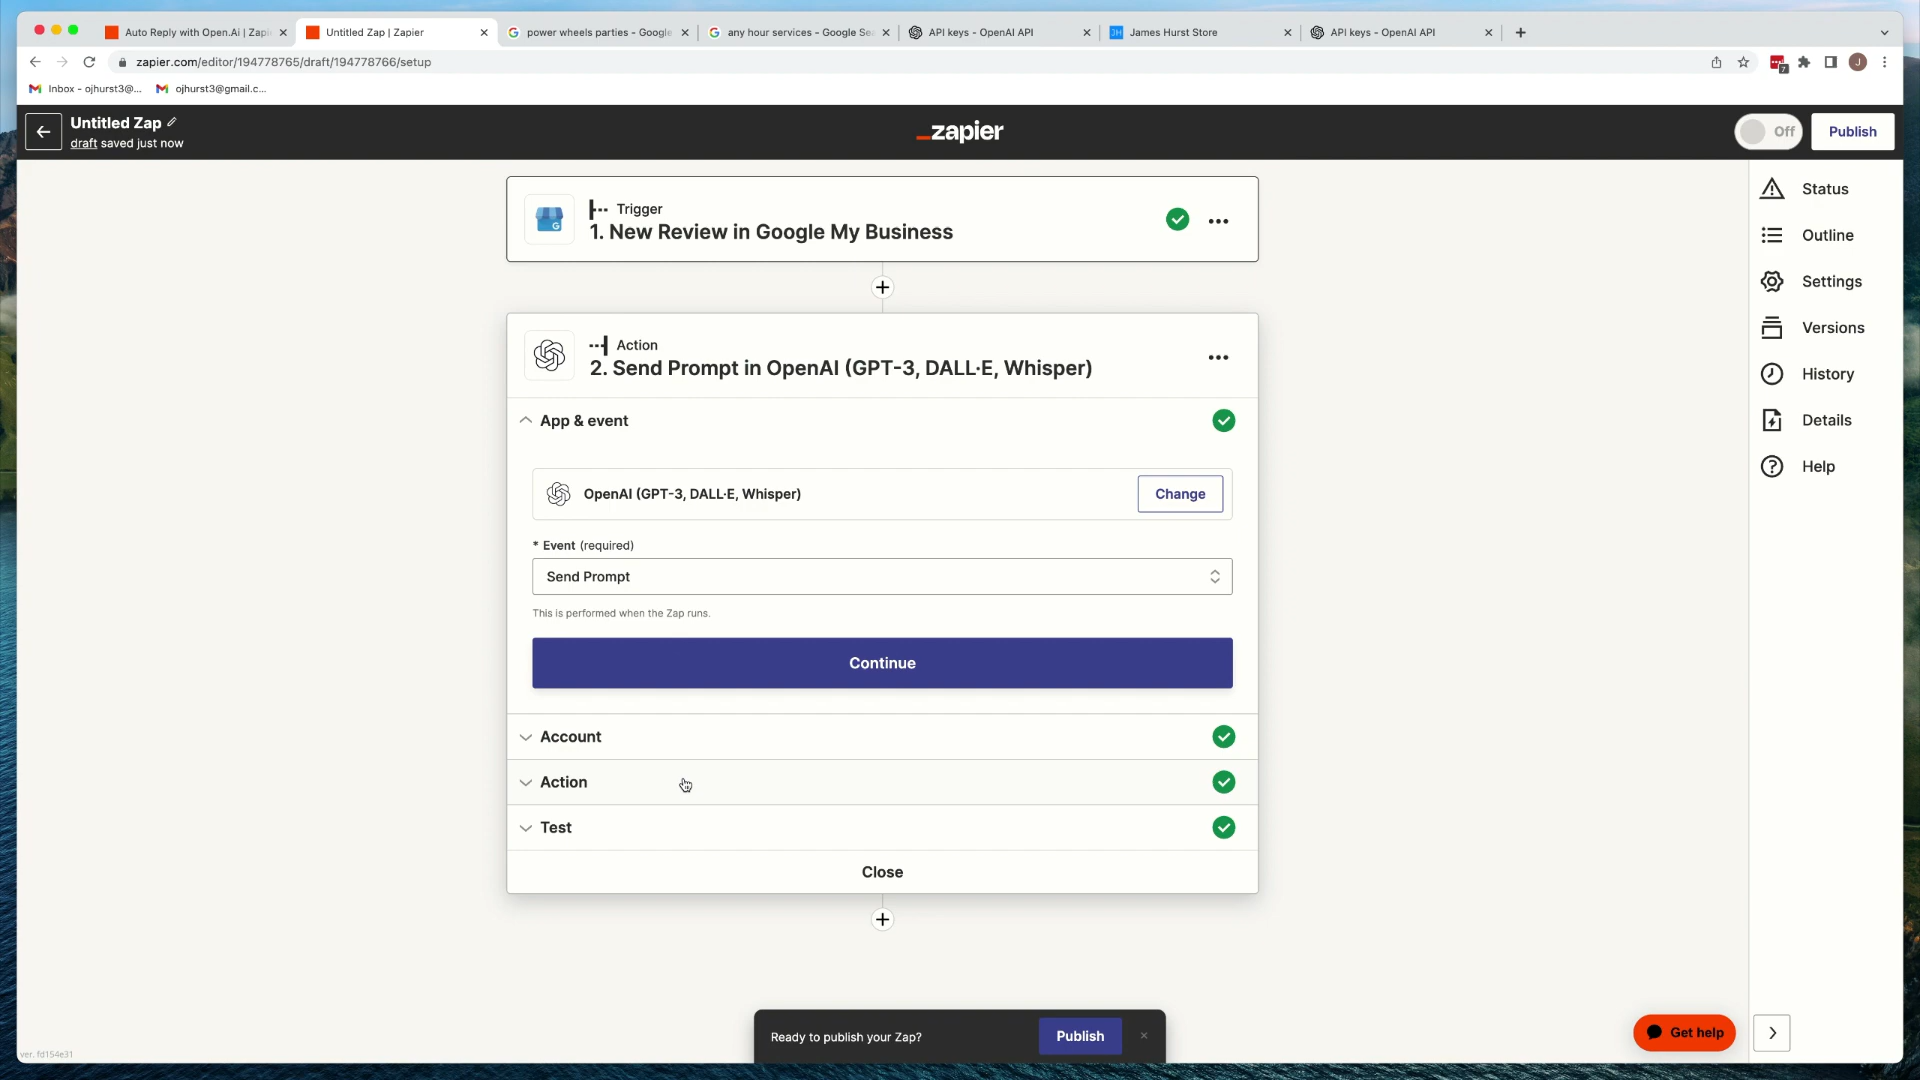 Auto Reply with Open.Ai | Zapi
Untitled Zap | Zapier
power wheels parties - Google
any hour services - Google Se
API keys - OpenAI API
JH James Hurst Store
API keys - OpenAI API
zapier.com/editor/194778765/draft/194778766/setup
7
J
Inbox - ojhurst3@...
ojhurst3@gmail.c...
Untitled Zap
draft saved just now
zapier
Off
Publish
Trigger
1. New Review in Google My Business
Status
Outline
Settings
Versions
History
Details
Help
Action
2. Send Prompt in OpenAI (GPT-3, DALL·E, Whisper)
App & event
OpenAI (GPT-3, DALL·E, Whisper)
Change
* Event (required)
Send Prompt
This is performed when the Zap runs.
Continue
Account
Action
Test
Close
Ready to publish your Zap?
Publish
Get help
ver. fd154e31